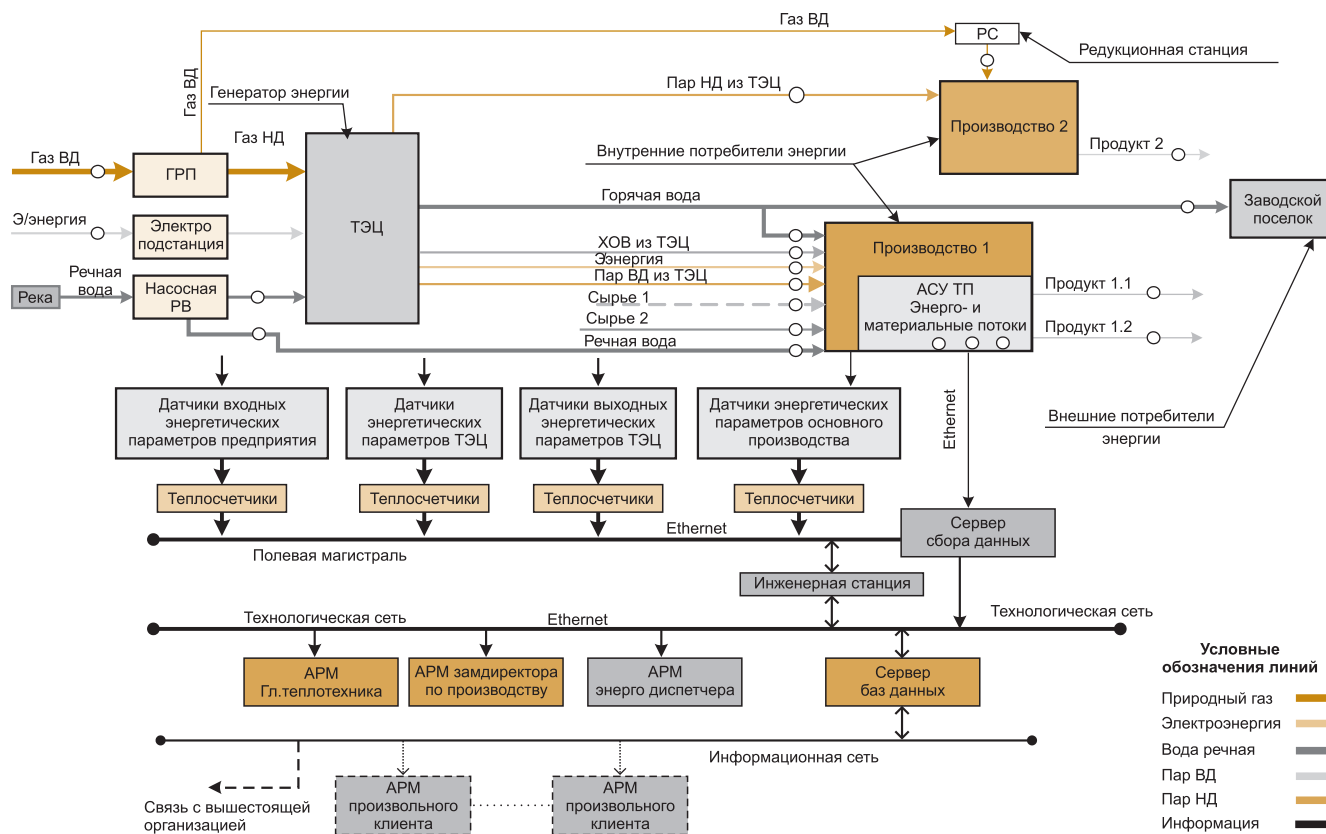 Газ ВД
РС
Редукционная станция
Газ ВД
Генератор энергии
Пар НД из ТЭЦ
Газ НД
Производство 2
Продукт 2
Газ ВД
ГРП
Внутренние потребители энергии
Горячая вода
Заводской
поселок
ТЭЦ
Э/энергия
Электро
подстанция
ХОВ из ТЭЦ
Ээнергия
Пар ВД из ТЭЦ
Производство 1
Речная
вода
Река
Насосная
РВ
Сырье 1
Сырье 2
Речная вода
АСУ ТП
Энерго- и
материальные потоки
Продукт 1.1
Продукт 1.2
Датчики входных
энергетических
параметров предприятия
Датчики
энергетических
параметров ТЭЦ
Датчики выходных
энергетических
параметров ТЭЦ
Датчики энергетических
параметров основного
производства
Ethernet
Внешние потребители
энергии
Теплосчетчики
Теплосчетчики
Теплосчетчики
Теплосчетчики
Ethernet
Полевая магистраль
Сервер
сбора данных
Инженерная станция
Технологическая сеть
Ethernet
Технологическая сеть
АРМ
Гл.теплотехника
АРМ замдиректора
по производству
АРМ
энерго диспетчера
Сервер
баз данных
Информационная сеть
Связь с вышестоящей
организацией
АРМ
произвольного
клиента
АРМ
произвольного
клиента
Условные
обозначения линий
Природный газ
Электроэнергия
Вода речная
Пар ВД
Пар НД
Информация